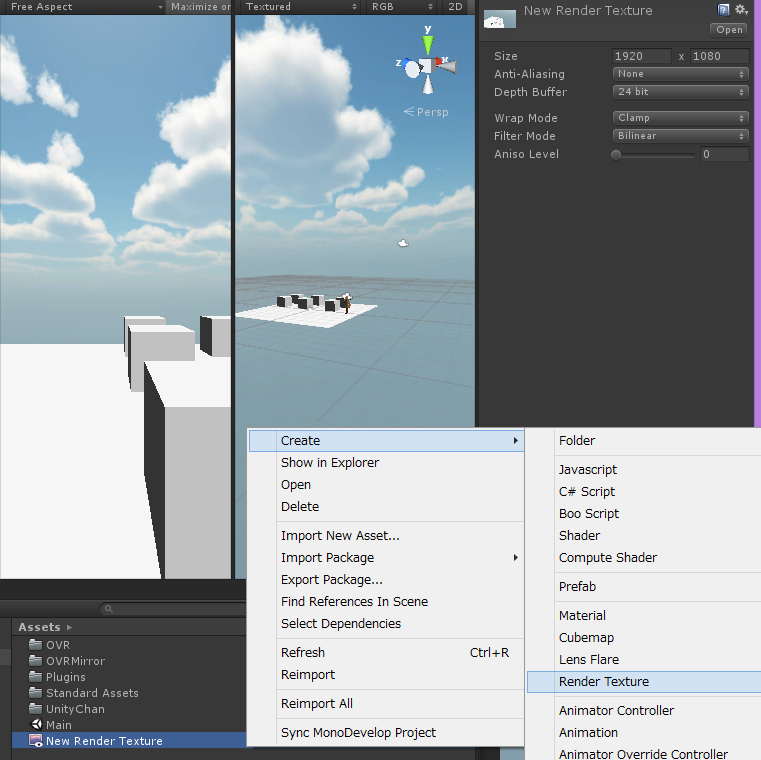 Free Aspect
Maximize or
Textured
RGB
2D
y
z
x
Persp
New Render Texture
Open
Size 1920 x 1080
Anti-Aliasing None
Depth Buffer 24 bit
Wrap Mode Clamp
Filter Mode Bilinear
Aniso Level 0
Create
Show in Explorer
Open
Delete
Import New Asset...
Import Package
Export Package...
Find References In Scene
Select Dependencies
Refresh Ctrl+R
Reimport
Reimport All
Sync MonoDevelop Project
Folder
Javascript
C# Script
Boo Script
Shader
Compute Shader
Prefab
Material
Cubemap
Lens Flare
Render Texture
Animator Controller
Animation
Animator Override Controller
Assets
OVR
OVRMirror
Plugins
Standard Assets
UnityChan
Main
New Render Texture